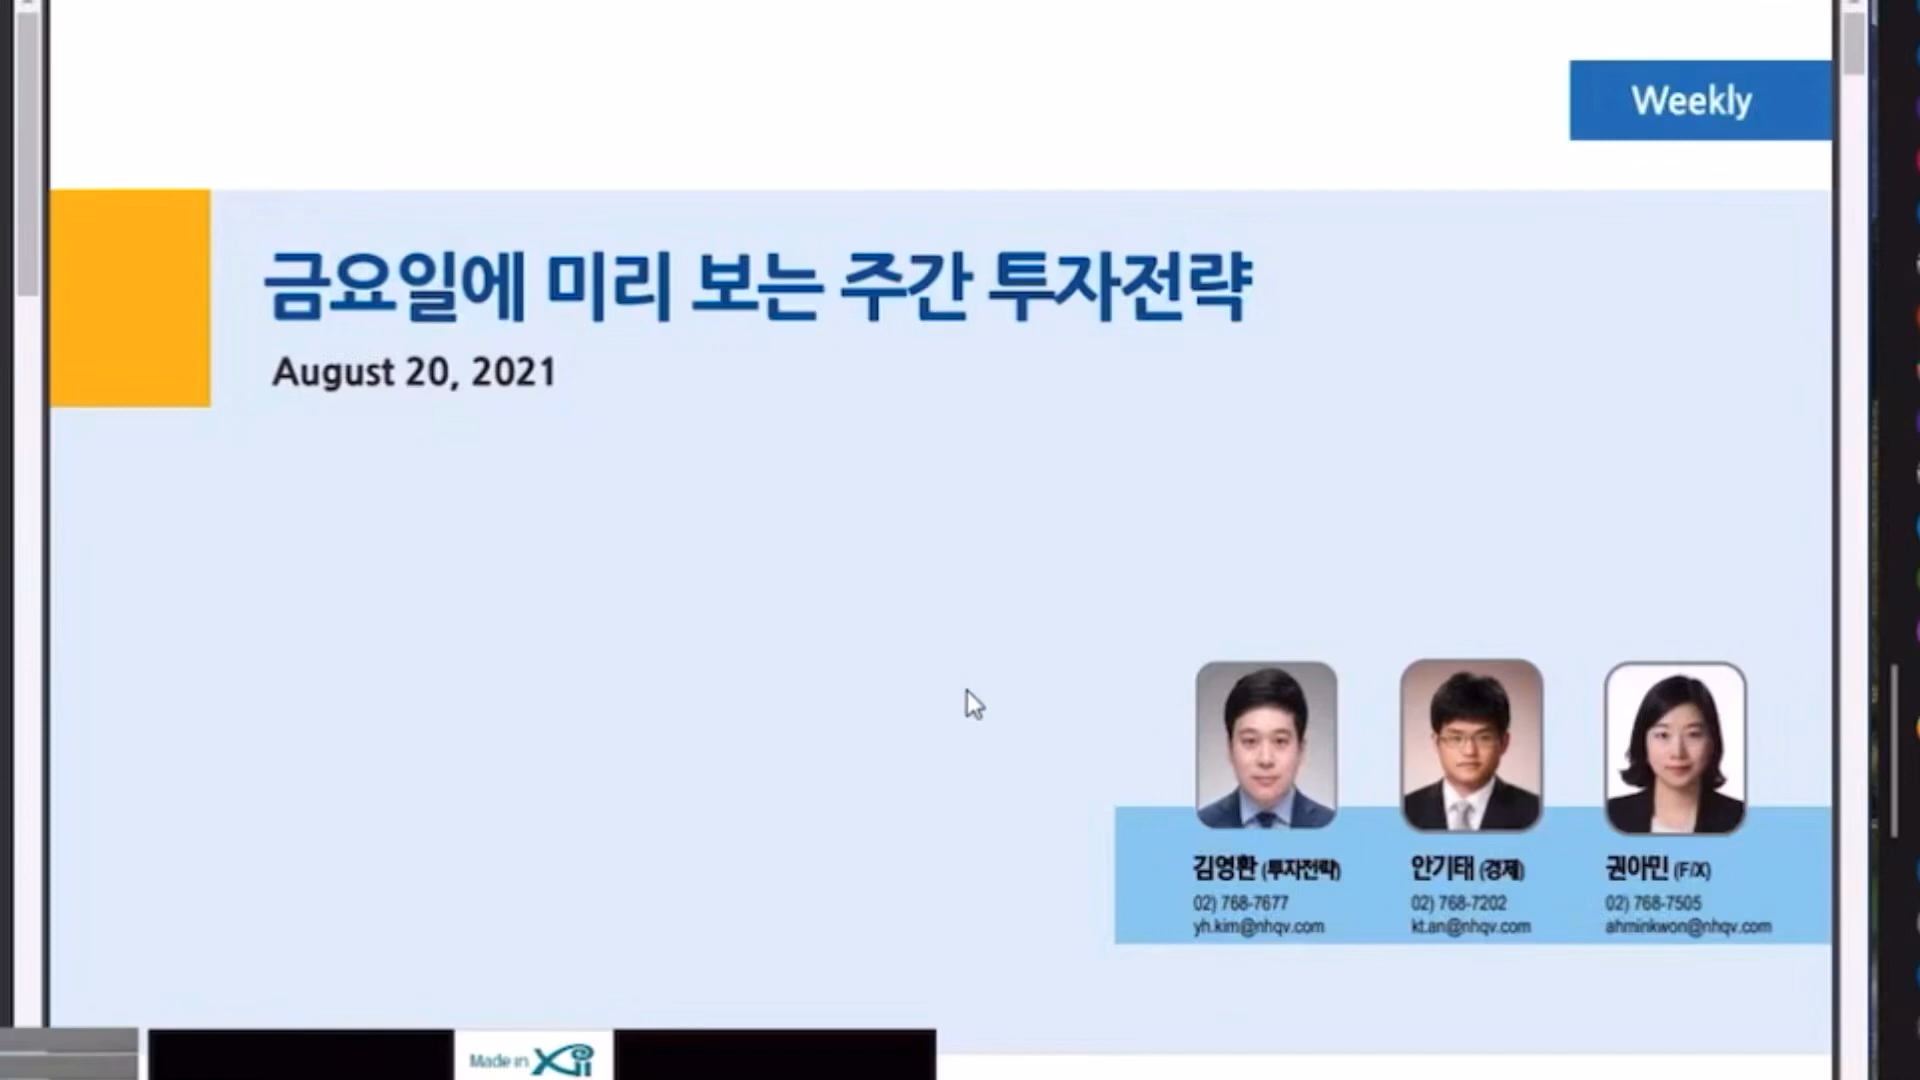 Weekly
금요일에 미리 보는 주간 투자전략
August 20, 2021
김영환 (투자전략)
02) 768-7677
yh.kim@nhqv.com
안기태 (경제)
02) 768-7202
kt.an@nhqv.com
권아민 (F/X)
02) 768-7505
ahminkwon@nhqv.com
Made in Xii